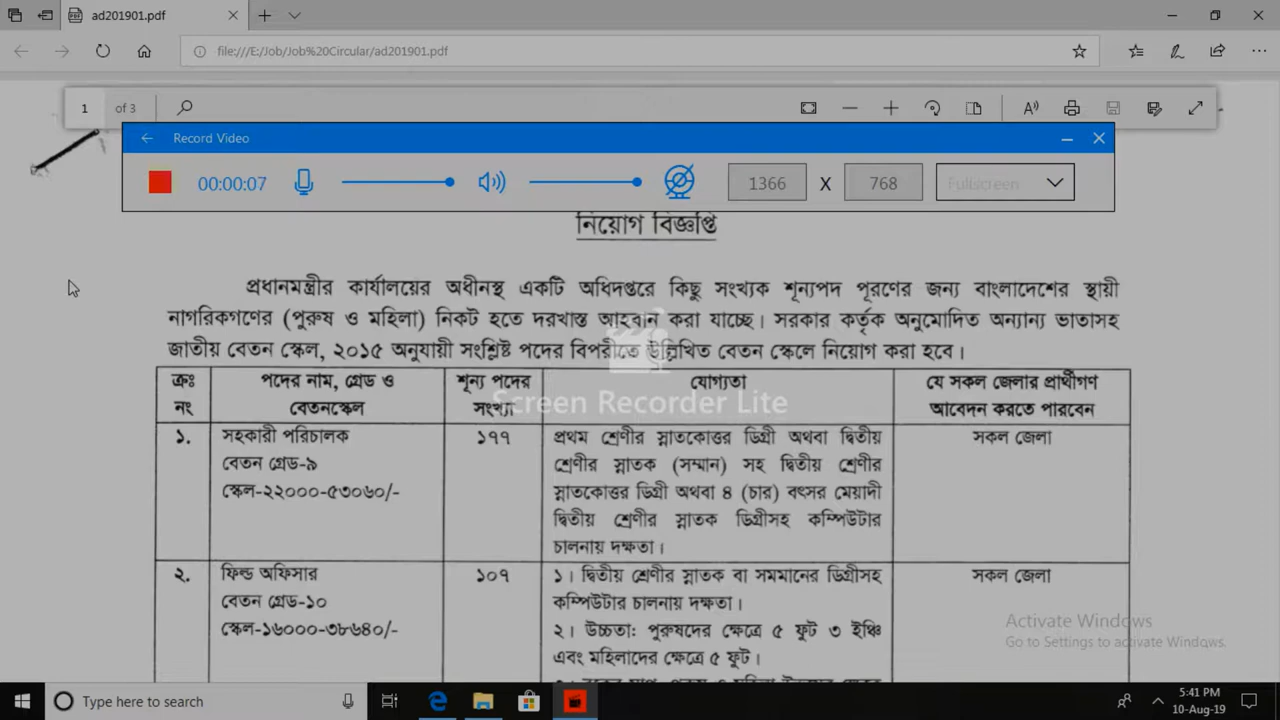 ad201901.pdf
file:///E:/Job/Job%20Circular/ad201901.pdf
1 of 3
Record Video
00:00:07 1366 X 768 Fullscreen
নিয়োগ বিজ্ঞপ্তি
প্রধানমন্ত্রীর কার্যালয়ের অধীনস্থ একটি অধিদপ্তরে কিছু সংখ্যক শূন্যপদ পূরণের জন্য বাংলাদেশের স্থায়ী
নাগরিকগণের (পুরুষ ও মহিলা) নিকট হতে দরখাস্ত আহবান করা যাচ্ছে। সরকার কর্তৃক অনুমোদিত অন্যান্য ভাতাসহ
জাতীয় বেতন স্কেল, ২০১৫ অনুযায়ী সংশ্লিষ্ট পদের বিপরীতে উল্লিখিত বেতন স্কেলে নিয়োগ করা হবে।
Screen Recorder Lite
ক্রঃ নং
পদের নাম, গ্রেড ও
বেতনস্কেল
শূন্য পদের
সংখ্যা
যোগ্যতা
যে সকল জেলার প্রার্থীগণ
আবেদন করতে পারবেন
১.
সহকারী পরিচালক
বেতন গ্রেড-৯
স্কেল-২২০০০-৫৩০৬০/-
১৭৭
প্রথম শ্রেণীর স্নাতকোত্তর ডিগ্রী অথবা দ্বিতীয়
শ্রেণীর স্নাতক (সম্মান) সহ দ্বিতীয় শ্রেণীর
স্নাতকোত্তর ডিগ্রী অথবা ৪ (চার) বৎসর মেয়াদী
দ্বিতীয় শ্রেণীর স্নাতক ডিগ্রীসহ কম্পিউটার
চালনায় দক্ষতা।
সকল জেলা
২.
ফিল্ড অফিসার
বেতন গ্রেড-১০
স্কেল-১৬০০০-৩৮৬৪০/-
১০৭
১। দ্বিতীয় শ্রেণীর স্নাতক বা সমমানের ডিগ্রীসহ
কম্পিউটার চালনায় দক্ষতা।
২। উচ্চতা: পুরুষদের ক্ষেত্রে ৫ ফুট ৩ ইঞ্চি
এবং মহিলাদের ক্ষেত্রে ৫ ফুট।
সকল জেলা
Activate Windows
Go to Settings to activate Windows.
Type here to search
5:41 PM
10-Aug-19